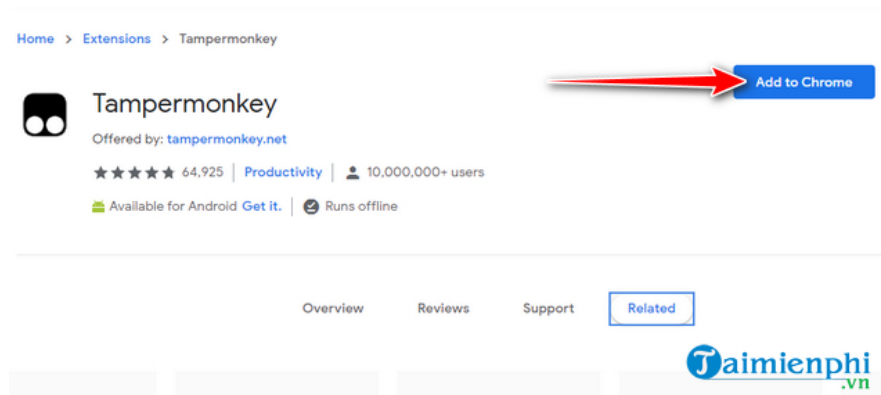 Home > Extensions > Tampermonkey
Add to Chrome
Tampermonkey
Offered by: tampermonkey.net
64,925 | Productivity | 10,000,000+ users
Available for Android Get it. | Runs offline
Overview Reviews Support Related
Taimienphi
.vn